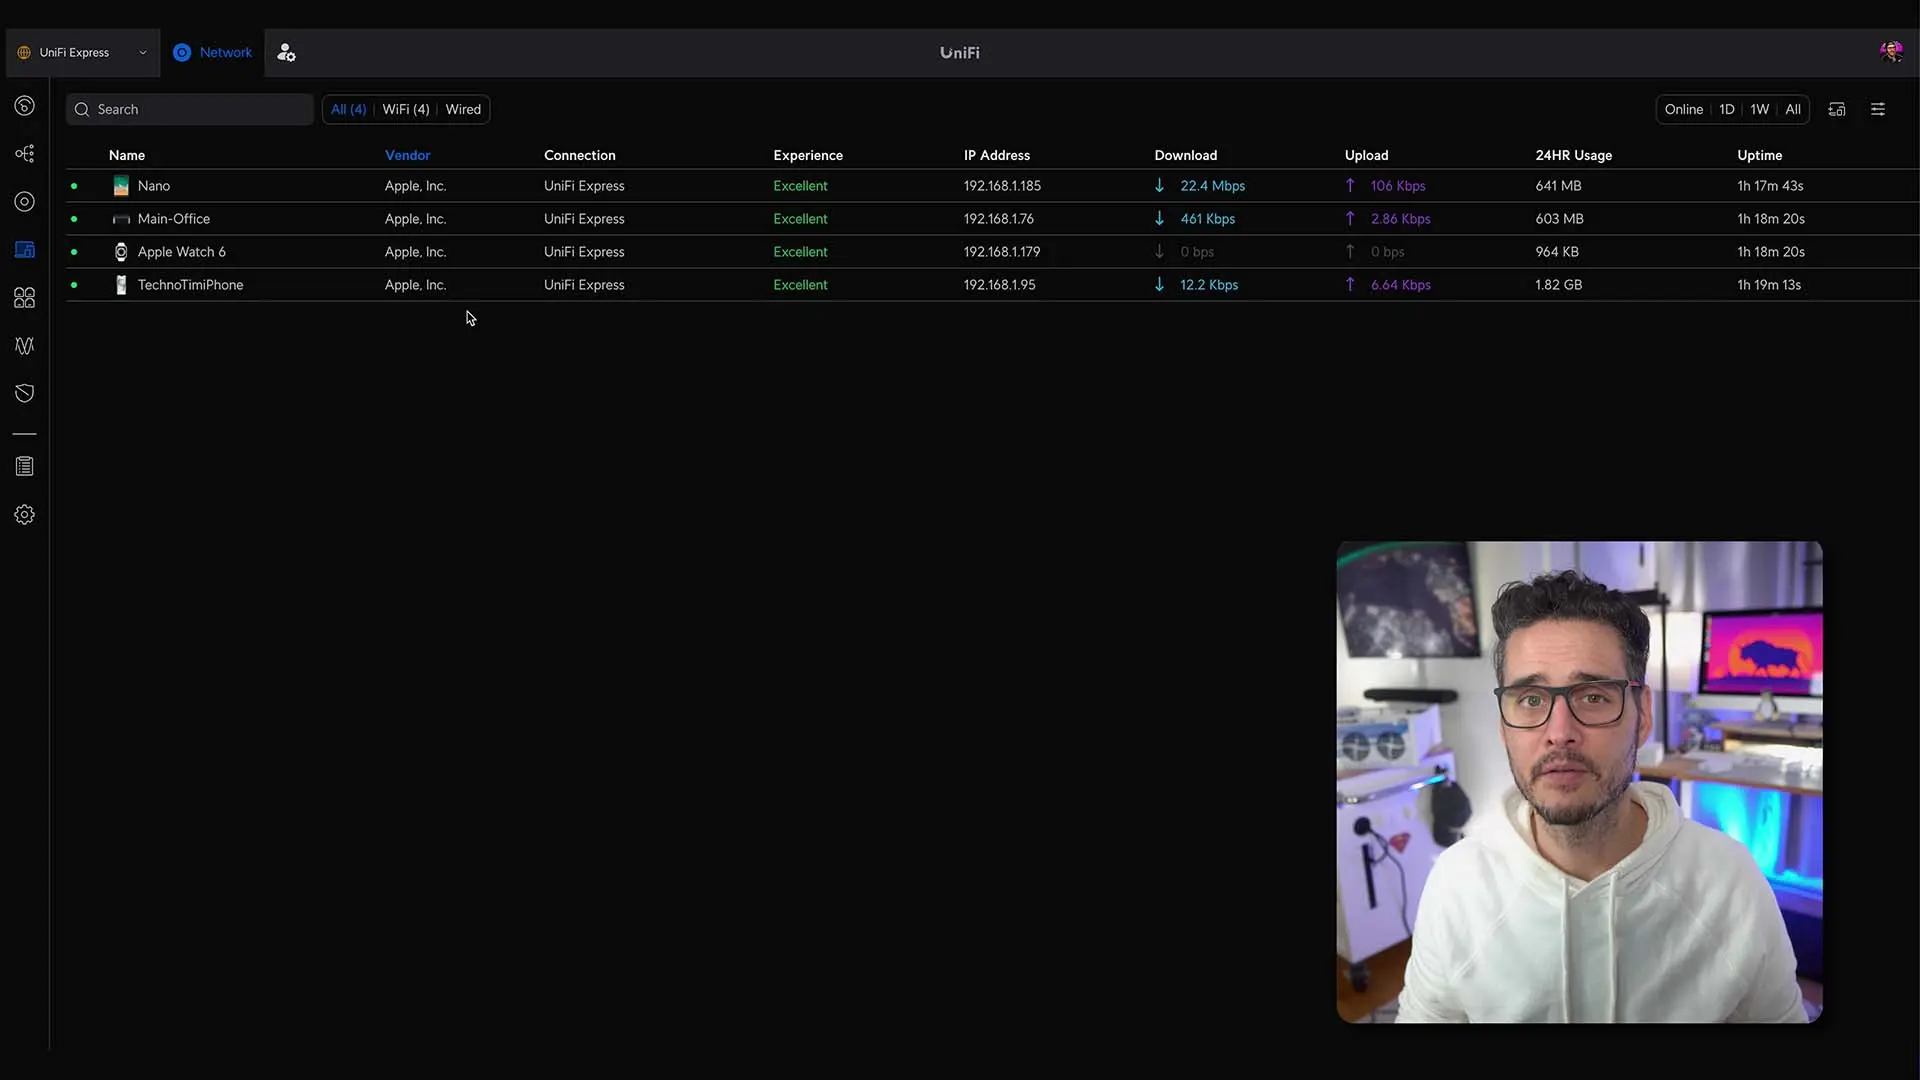 UniFi Express Network UniFi
Search All (4) WiFi (4) Wired Online 1D 1W All
Name Vendor Connection Experience IP Address Download Upload 24HR Usage Uptime
Nano Apple, Inc. UniFi Express Excellent 192.168.1.185 ↓ 22.4 Mbps ↑ 106 Kbps 641 MB 1h 17m 43s
Main-Office Apple, Inc. UniFi Express Excellent 192.168.1.76 ↓ 461 Kbps ↑ 2.86 Kbps 603 MB 1h 18m 20s
Apple Watch 6 Apple, Inc. UniFi Express Excellent 192.168.1.179 ↓ 0 bps ↑ 0 bps 964 KB 1h 18m 20s
TechnoTimiPhone Apple, Inc. UniFi Express Excellent 192.168.1.95 ↓ 12.2 Kbps ↑ 6.64 Kbps 1.82 GB 1h 19m 13s